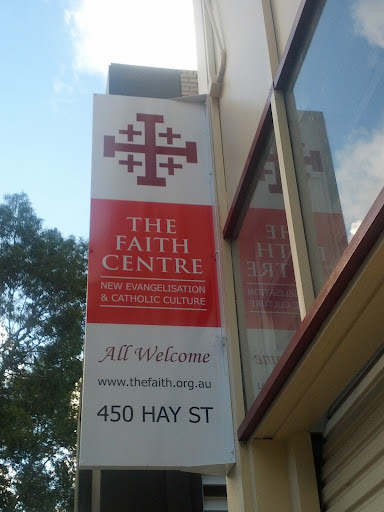 THE
FAITH
CENTRE
NEW EVANGELISATION
& CATHOLIC CULTURE
All Welcome
www.thefaith.org.au
450 HAY ST